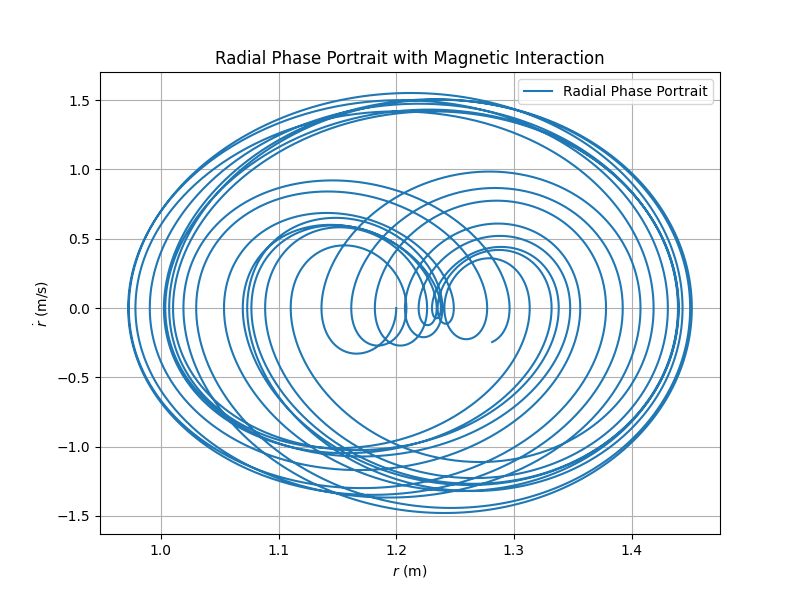 Radial Phase Portrait with Magnetic Interaction
Radial Phase Portrait
1.5
1.0
0.5
0.0
−0.5
−1.0
−1.5
ṙ (m/s)
1.0 1.1 1.2 1.3 1.4
r (m)